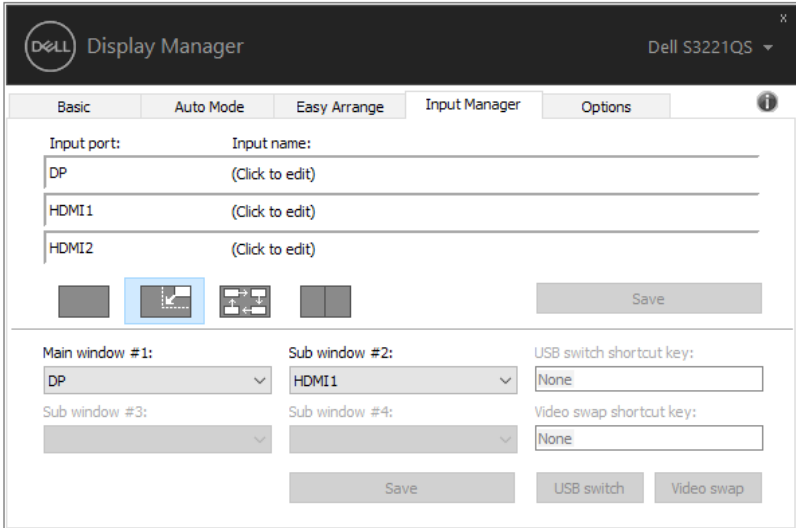 x
DELL Display Manager Dell S3221QS
Basic Auto Mode Easy Arrange Input Manager Options i
Input port: Input name:
DP (Click to edit)
HDMI1 (Click to edit)
HDMI2 (Click to edit)
Save
Main window #1: Sub window #2: USB switch shortcut key:
DP HDMI1 None
Sub window #3: Sub window #4: Video swap shortcut key:
None
Save USB switch Video swap